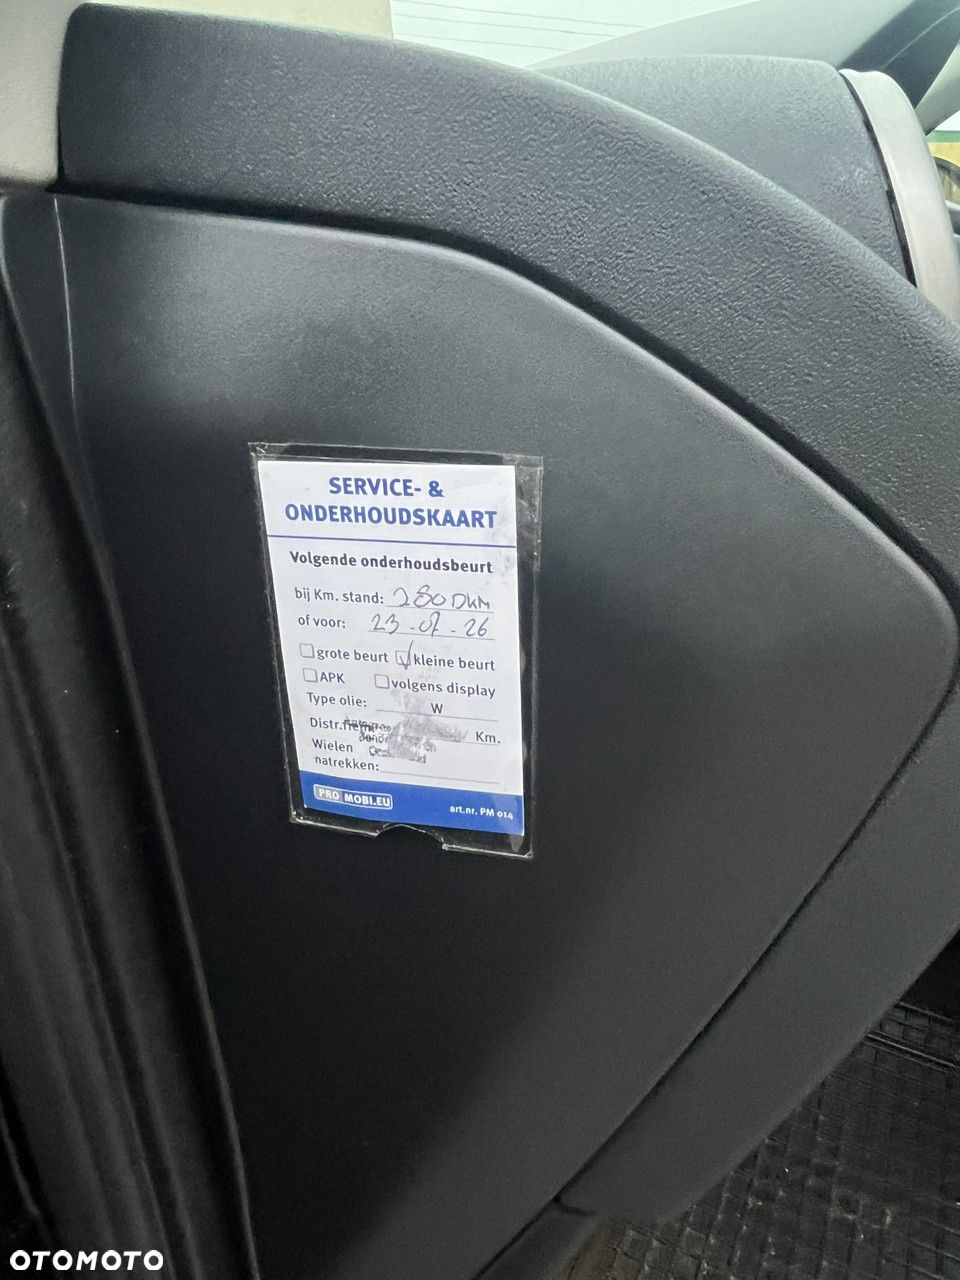 SERVICE- &
ONDERHOUDSKAART
Volgende onderhoudsbeurt
bij Km. stand: 280 DKM
of voor: 23-07-26
grote beurt kleine beurt
APK volgens display
Type olie: W
Distr.riem: Km.
Wielen
natrekken:
PRO MOBI.EU art.nr. PM 014
OTOMOTO